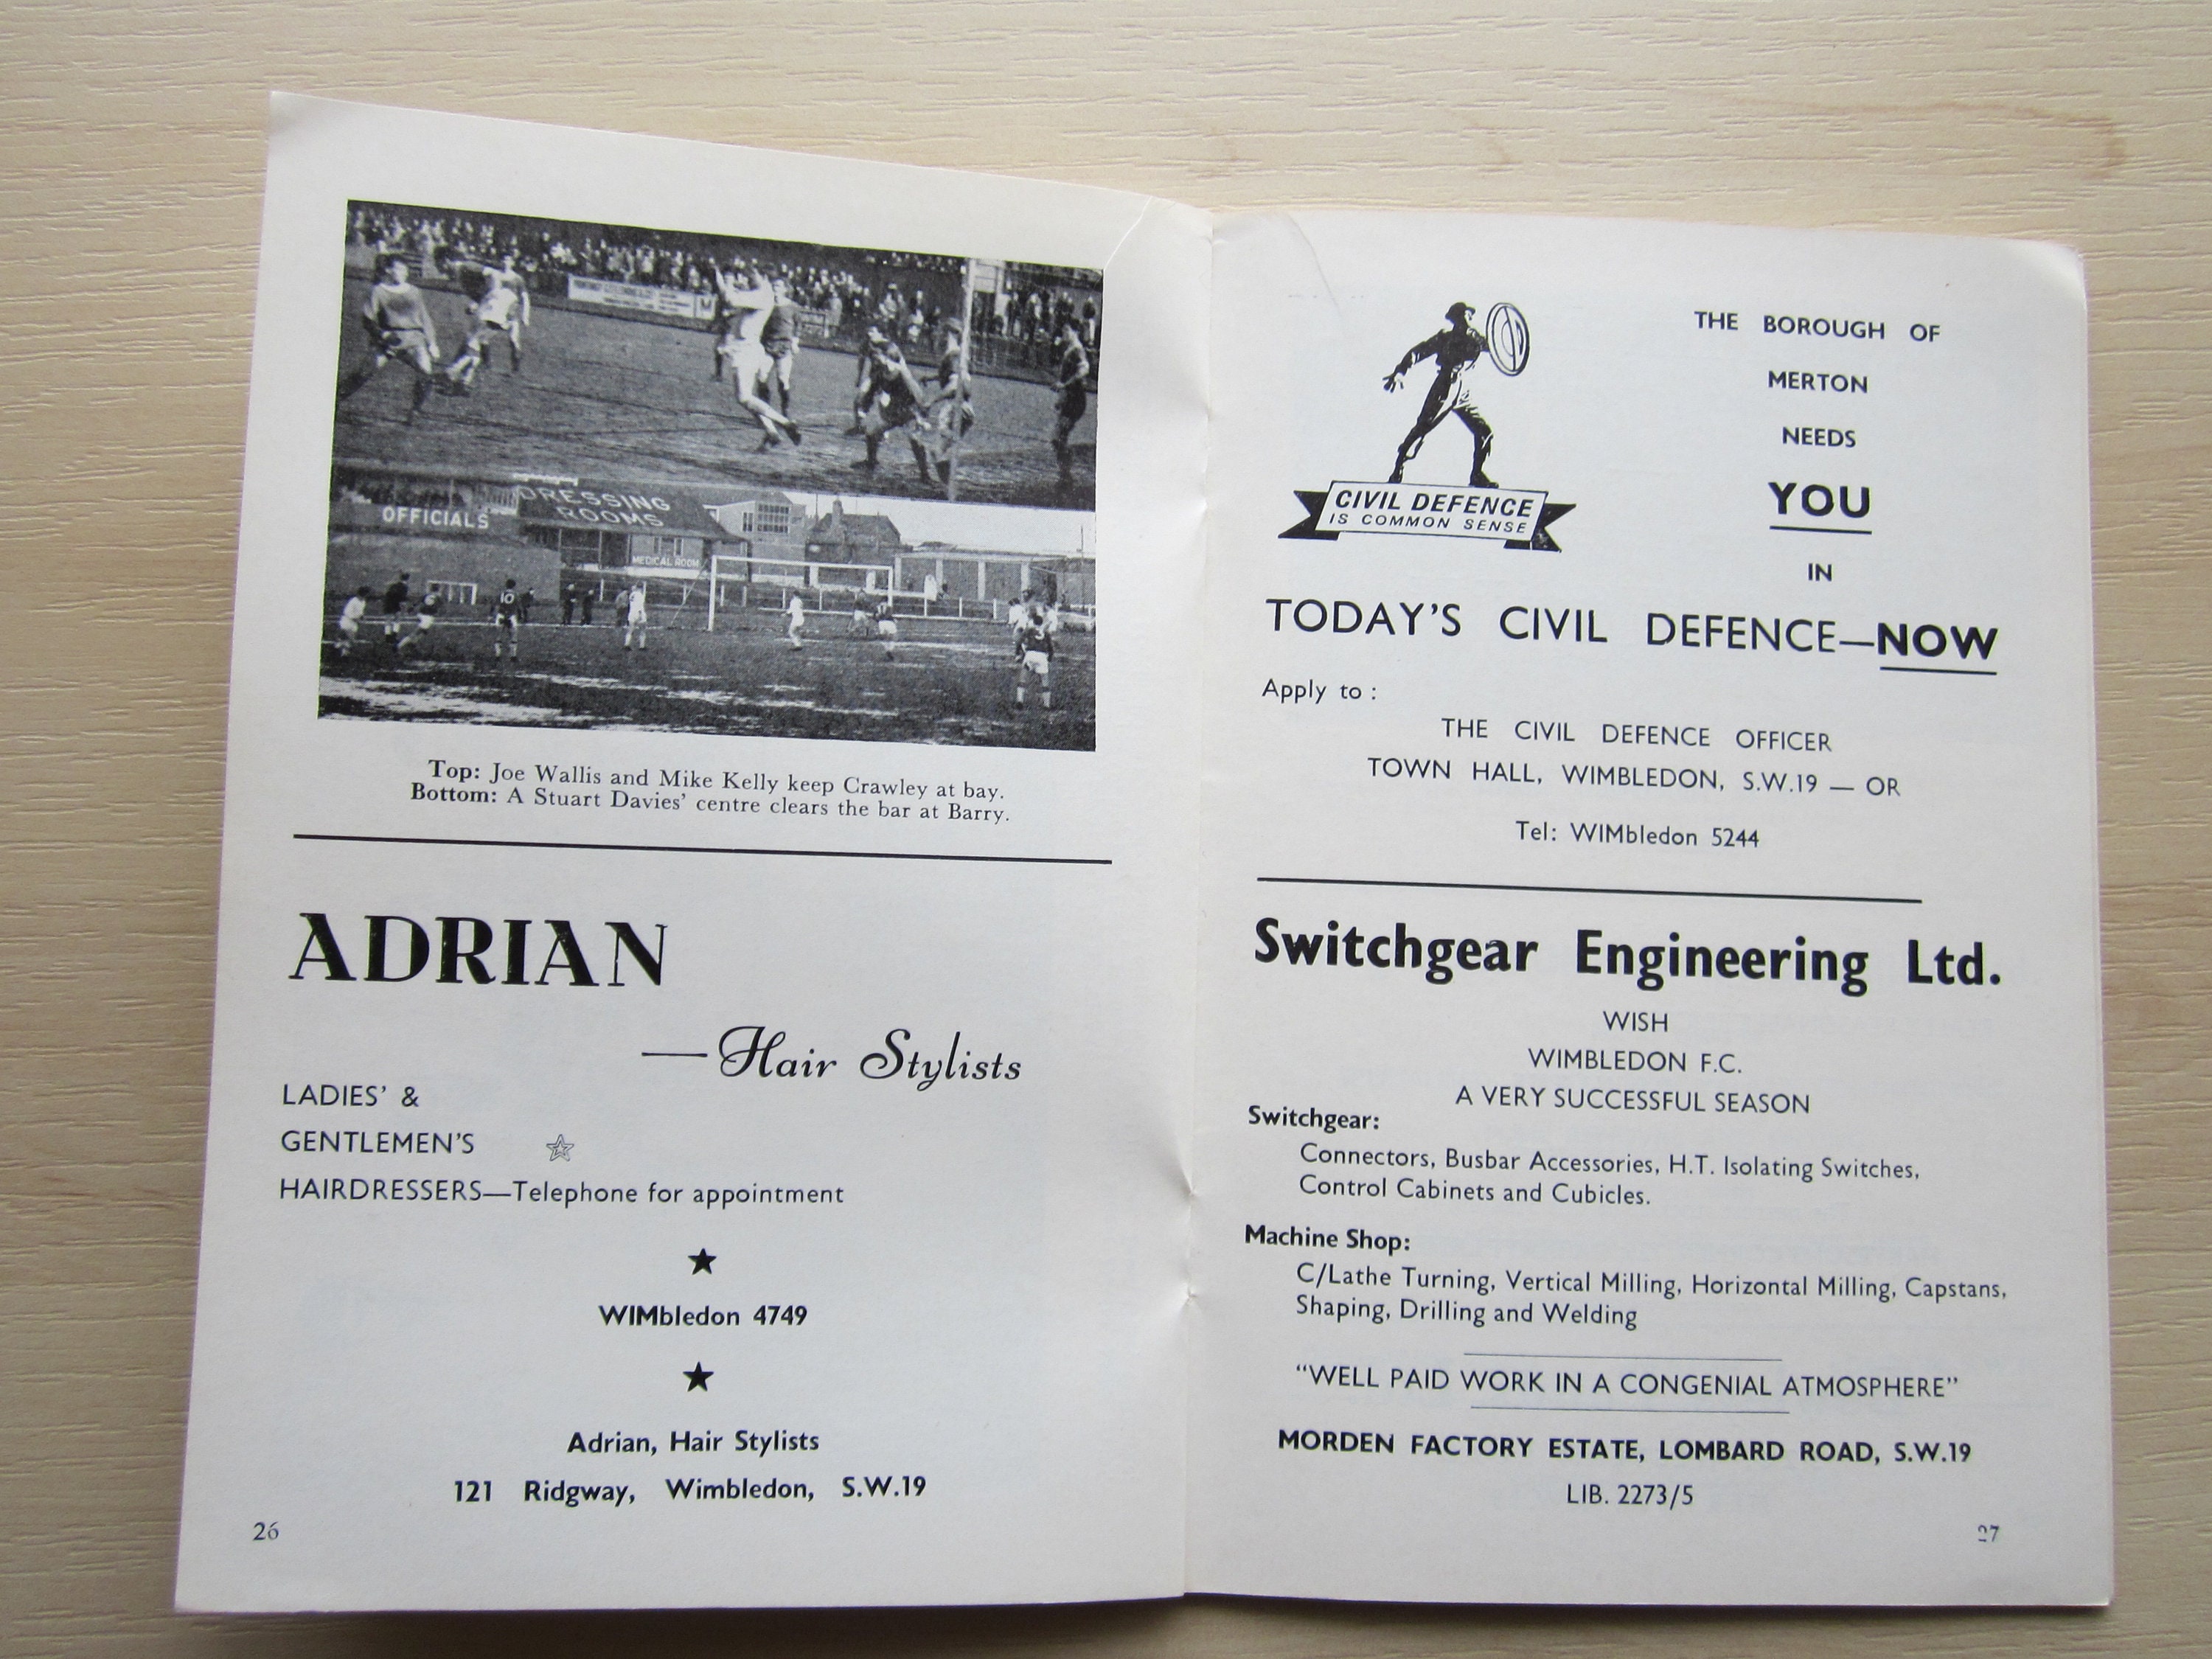 OFFICIALS
DRESSING
ROOMS
MEDICAL ROOM
10
Top: Joe Wallis and Mike Kelly keep Crawley at bay.
Bottom: A Stuart Davies' centre clears the bar at Barry.
ADRIAN
—Hair Stylists
LADIES' &
GENTLEMEN'S
HAIRDRESSERS—Telephone for appointment
WIMbledon 4749
Adrian, Hair Stylists
121 Ridgway, Wimbledon, S.W.19
26
CIVIL DEFENCE
IS COMMON SENSE
THE BOROUGH OF
MERTON
NEEDS
YOU
IN
TODAY'S CIVIL DEFENCE—NOW
Apply to :
THE CIVIL DEFENCE OFFICER
TOWN HALL, WIMBLEDON, S.W.19 — OR
Tel: WIMbledon 5244
Switchgear Engineering Ltd.
WISH
WIMBLEDON F.C.
A VERY SUCCESSFUL SEASON
Switchgear:
Connectors, Busbar Accessories, H.T. Isolating Switches,
Control Cabinets and Cubicles.
Machine Shop:
C/Lathe Turning, Vertical Milling, Horizontal Milling, Capstans,
Shaping, Drilling and Welding
"WELL PAID WORK IN A CONGENIAL ATMOSPHERE"
MORDEN FACTORY ESTATE, LOMBARD ROAD, S.W.19
LIB. 2273/5
27